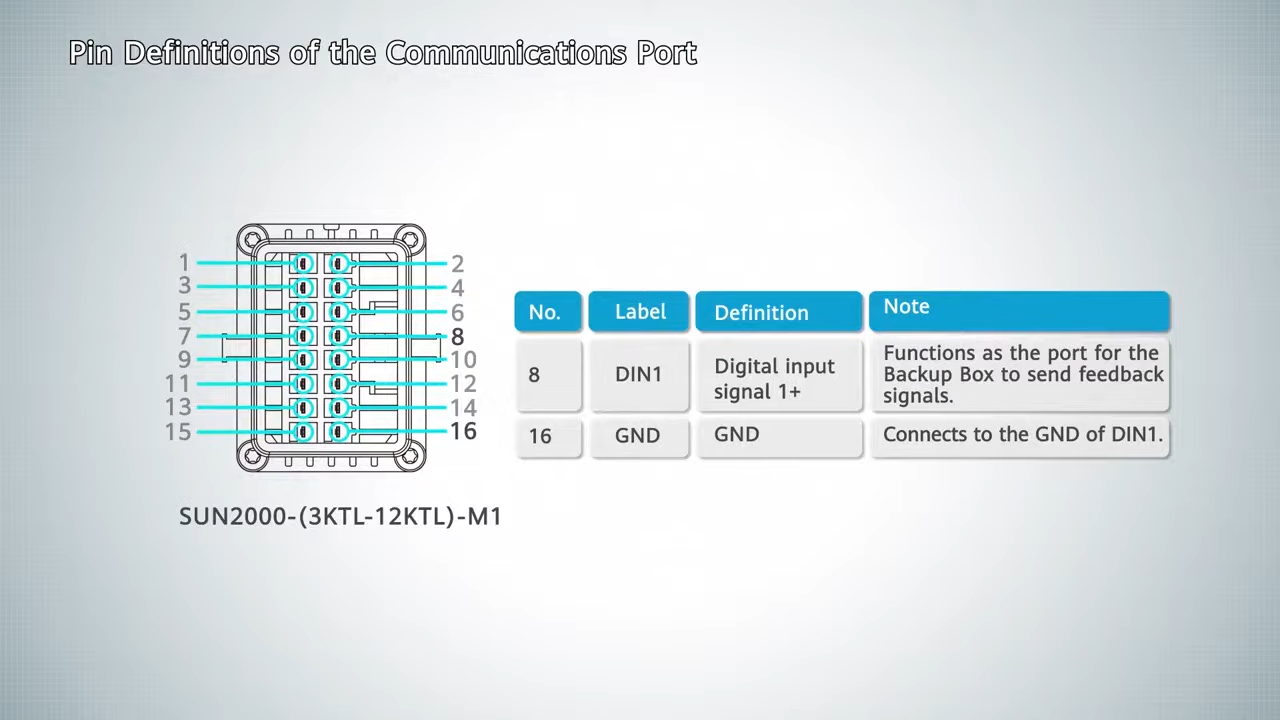 Pin Definitions of the Communications Port
1 2
3 4
5 6
7 8
9 10
11 12
13 14
15 16
SUN2000-(3KTL-12KTL)-M1
No. Label Definition Note
8 DIN1 Digital input
signal 1+
Functions as the port for the
Backup Box to send feedback
signals.
16 GND GND Connects to the GND of DIN1.